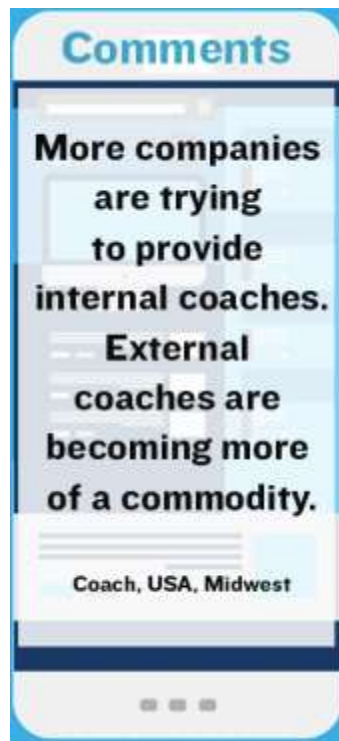 Comments
More companies
are trying
to provide
internal coaches.
External
coaches are
becoming more
of a commodity.
Coach, USA, Midwest